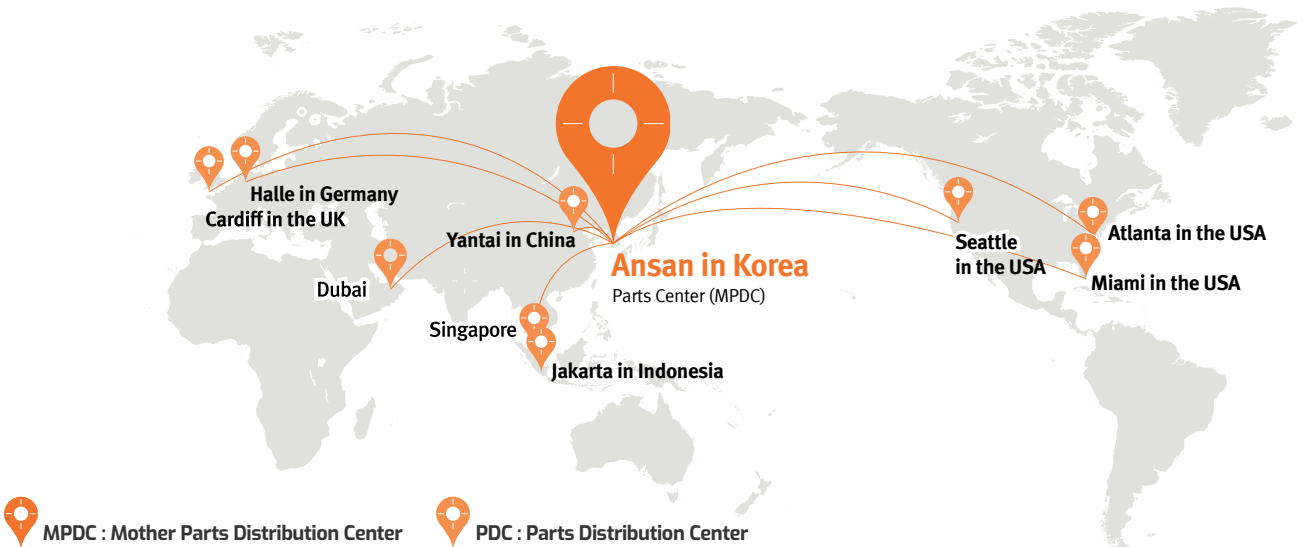 Halle in Germany
Cardiff in the UK
Yantai in China
Dubai
Ansan in Korea
Parts Center (MPDC)
Singapore
Jakarta in Indonesia
Seattle
in the USA
Atlanta in the USA
Miami in the USA
MPDC : Mother Parts Distribution Center
PDC : Parts Distribution Center